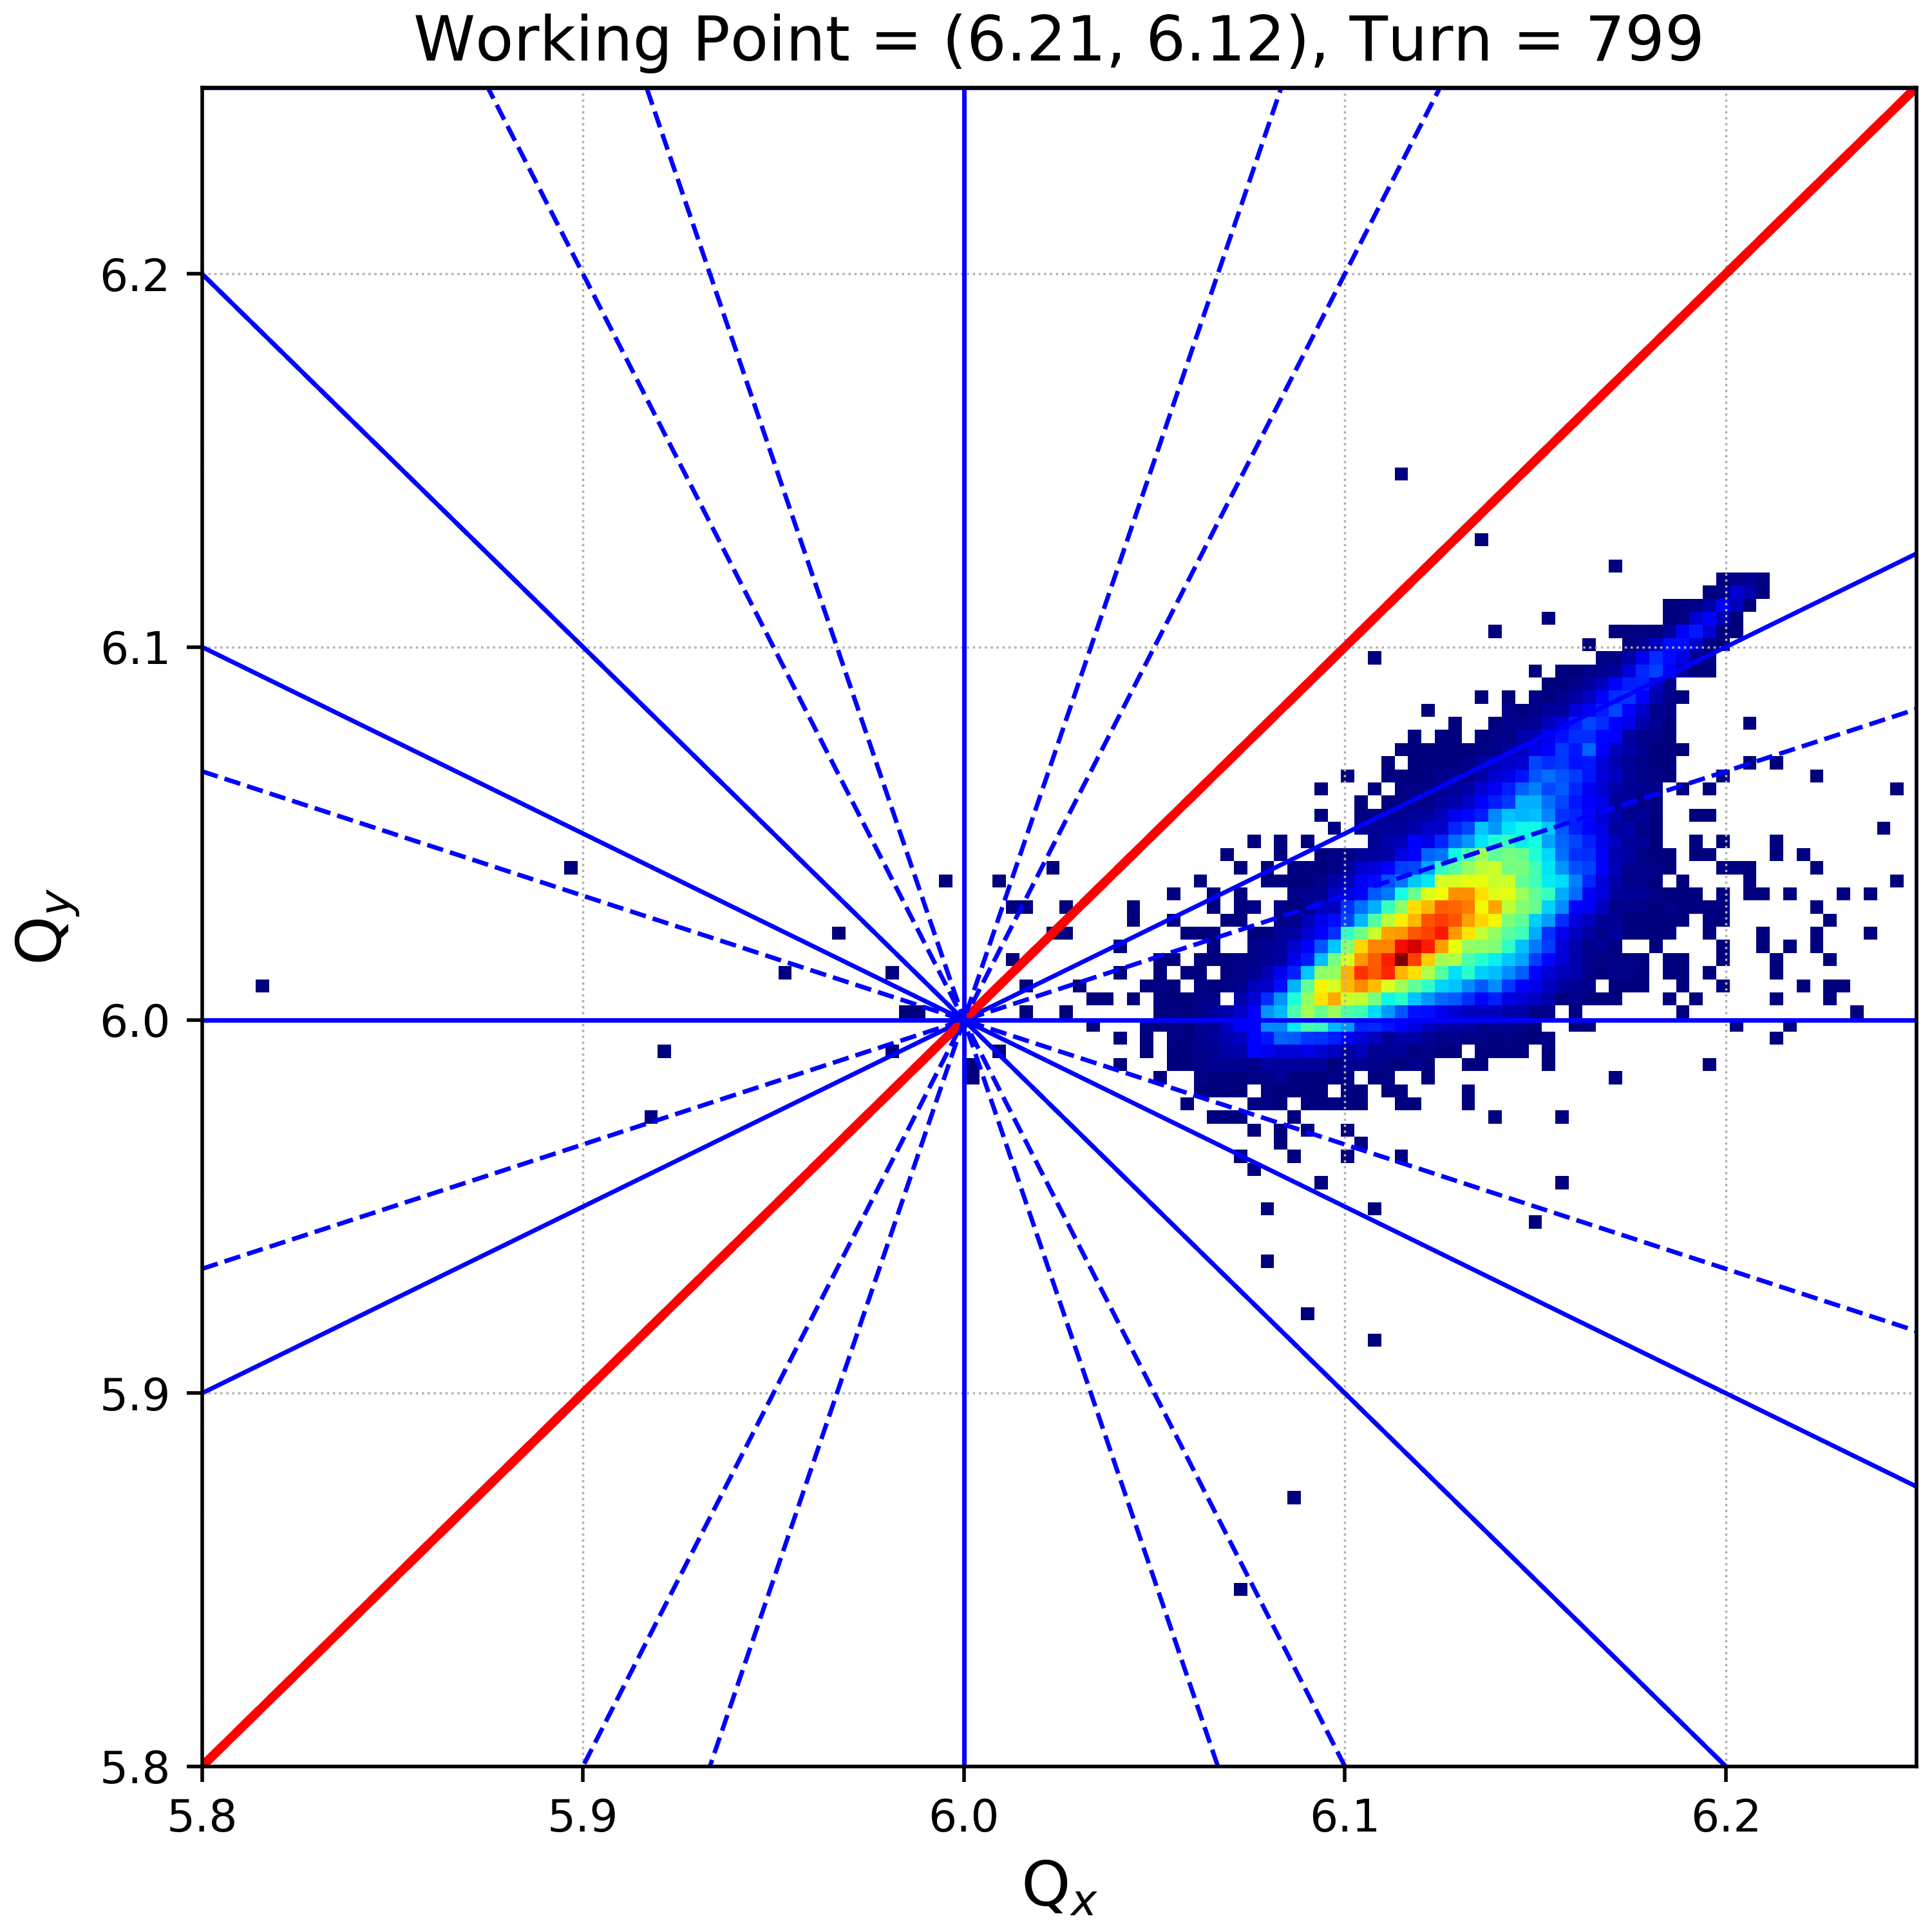 Working Point = (6.21, 6.12), Turn = 799
6.2
6.1
6.0
5.9
5.8
Qy
5.8 5.9 6.0 6.1 6.2
Qx